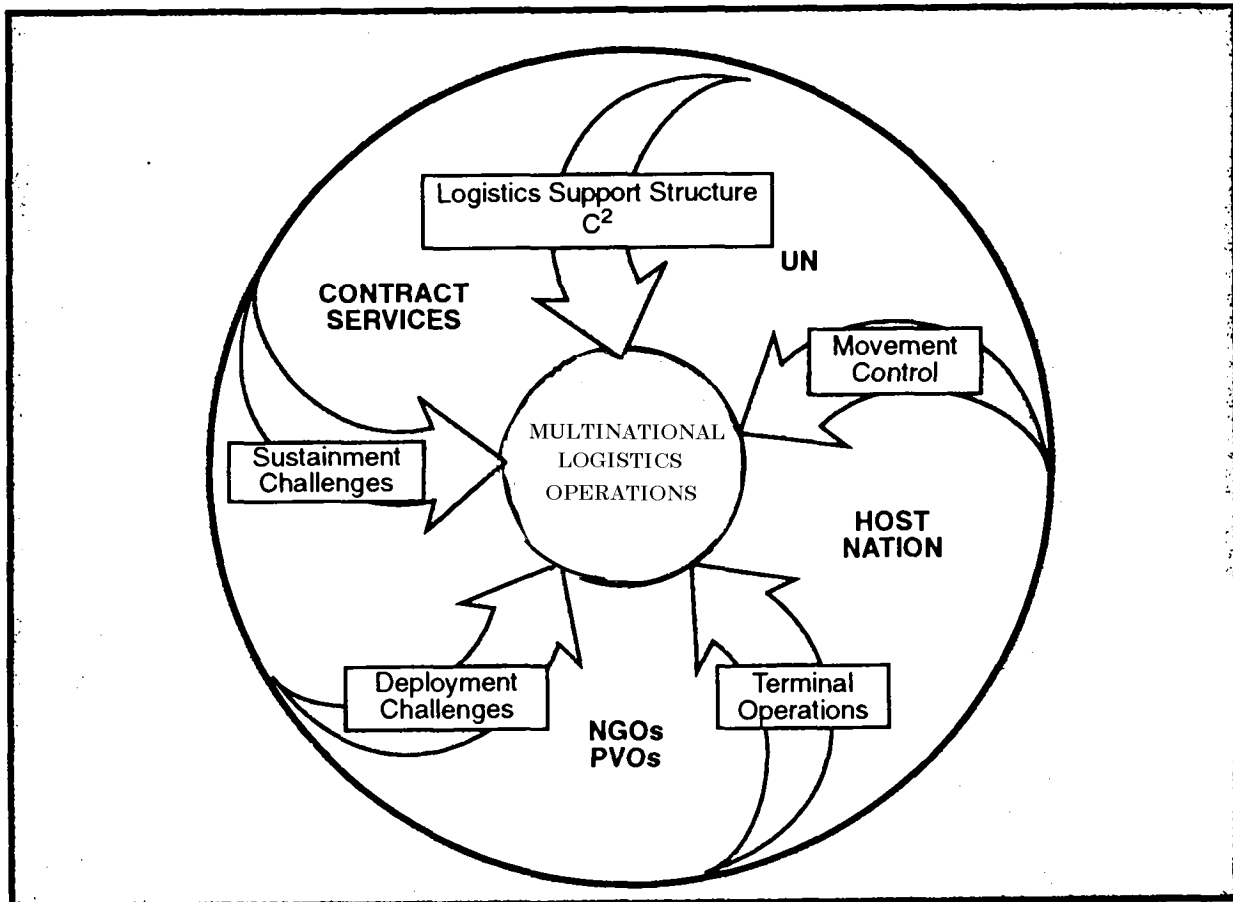 Logistics Support Structure
C²
UN
CONTRACT
SERVICES
Movement
Control
MULTINATIONAL
LOGISTICS
OPERATIONS
Sustainment
Challenges
HOST
NATION
Deployment
Challenges
Terminal
Operations
NGOs
PVOs